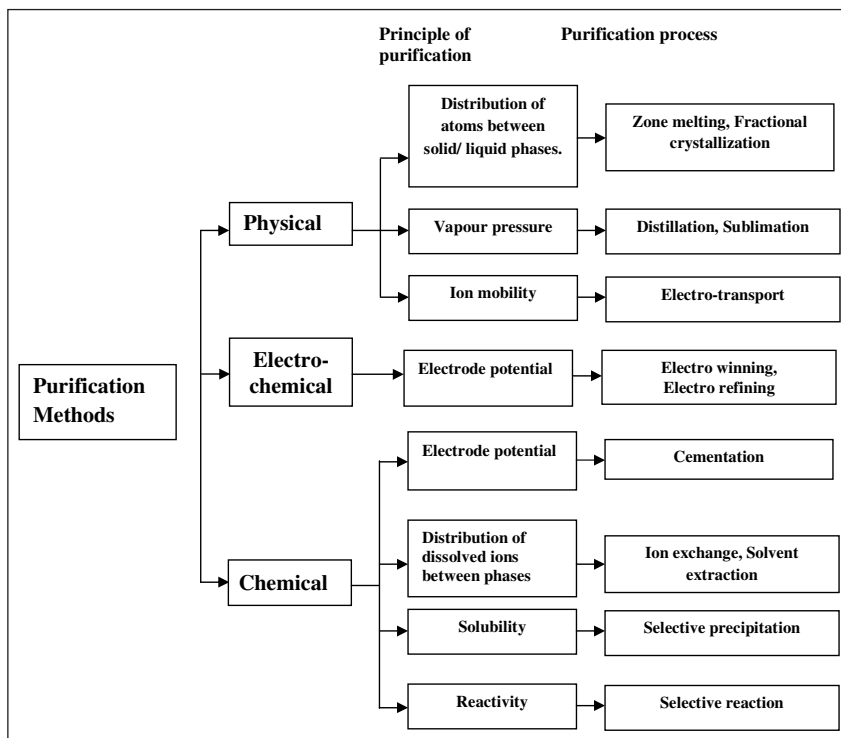 Principle of
purification
Purification process
Distribution of
atoms between
solid/ liquid phases.
Zone melting, Fractional
crystallization
Physical
Vapour pressure
Distillation, Sublimation
Ion mobility
Electro-transport
Purification
Methods
Electro-
chemical
Electrode potential
Electro winning,
Electro refining
Chemical
Electrode potential
Cementation
Distribution of
dissolved ions
between phases
Ion exchange, Solvent
extraction
Solubility
Selective precipitation
Reactivity
Selective reaction